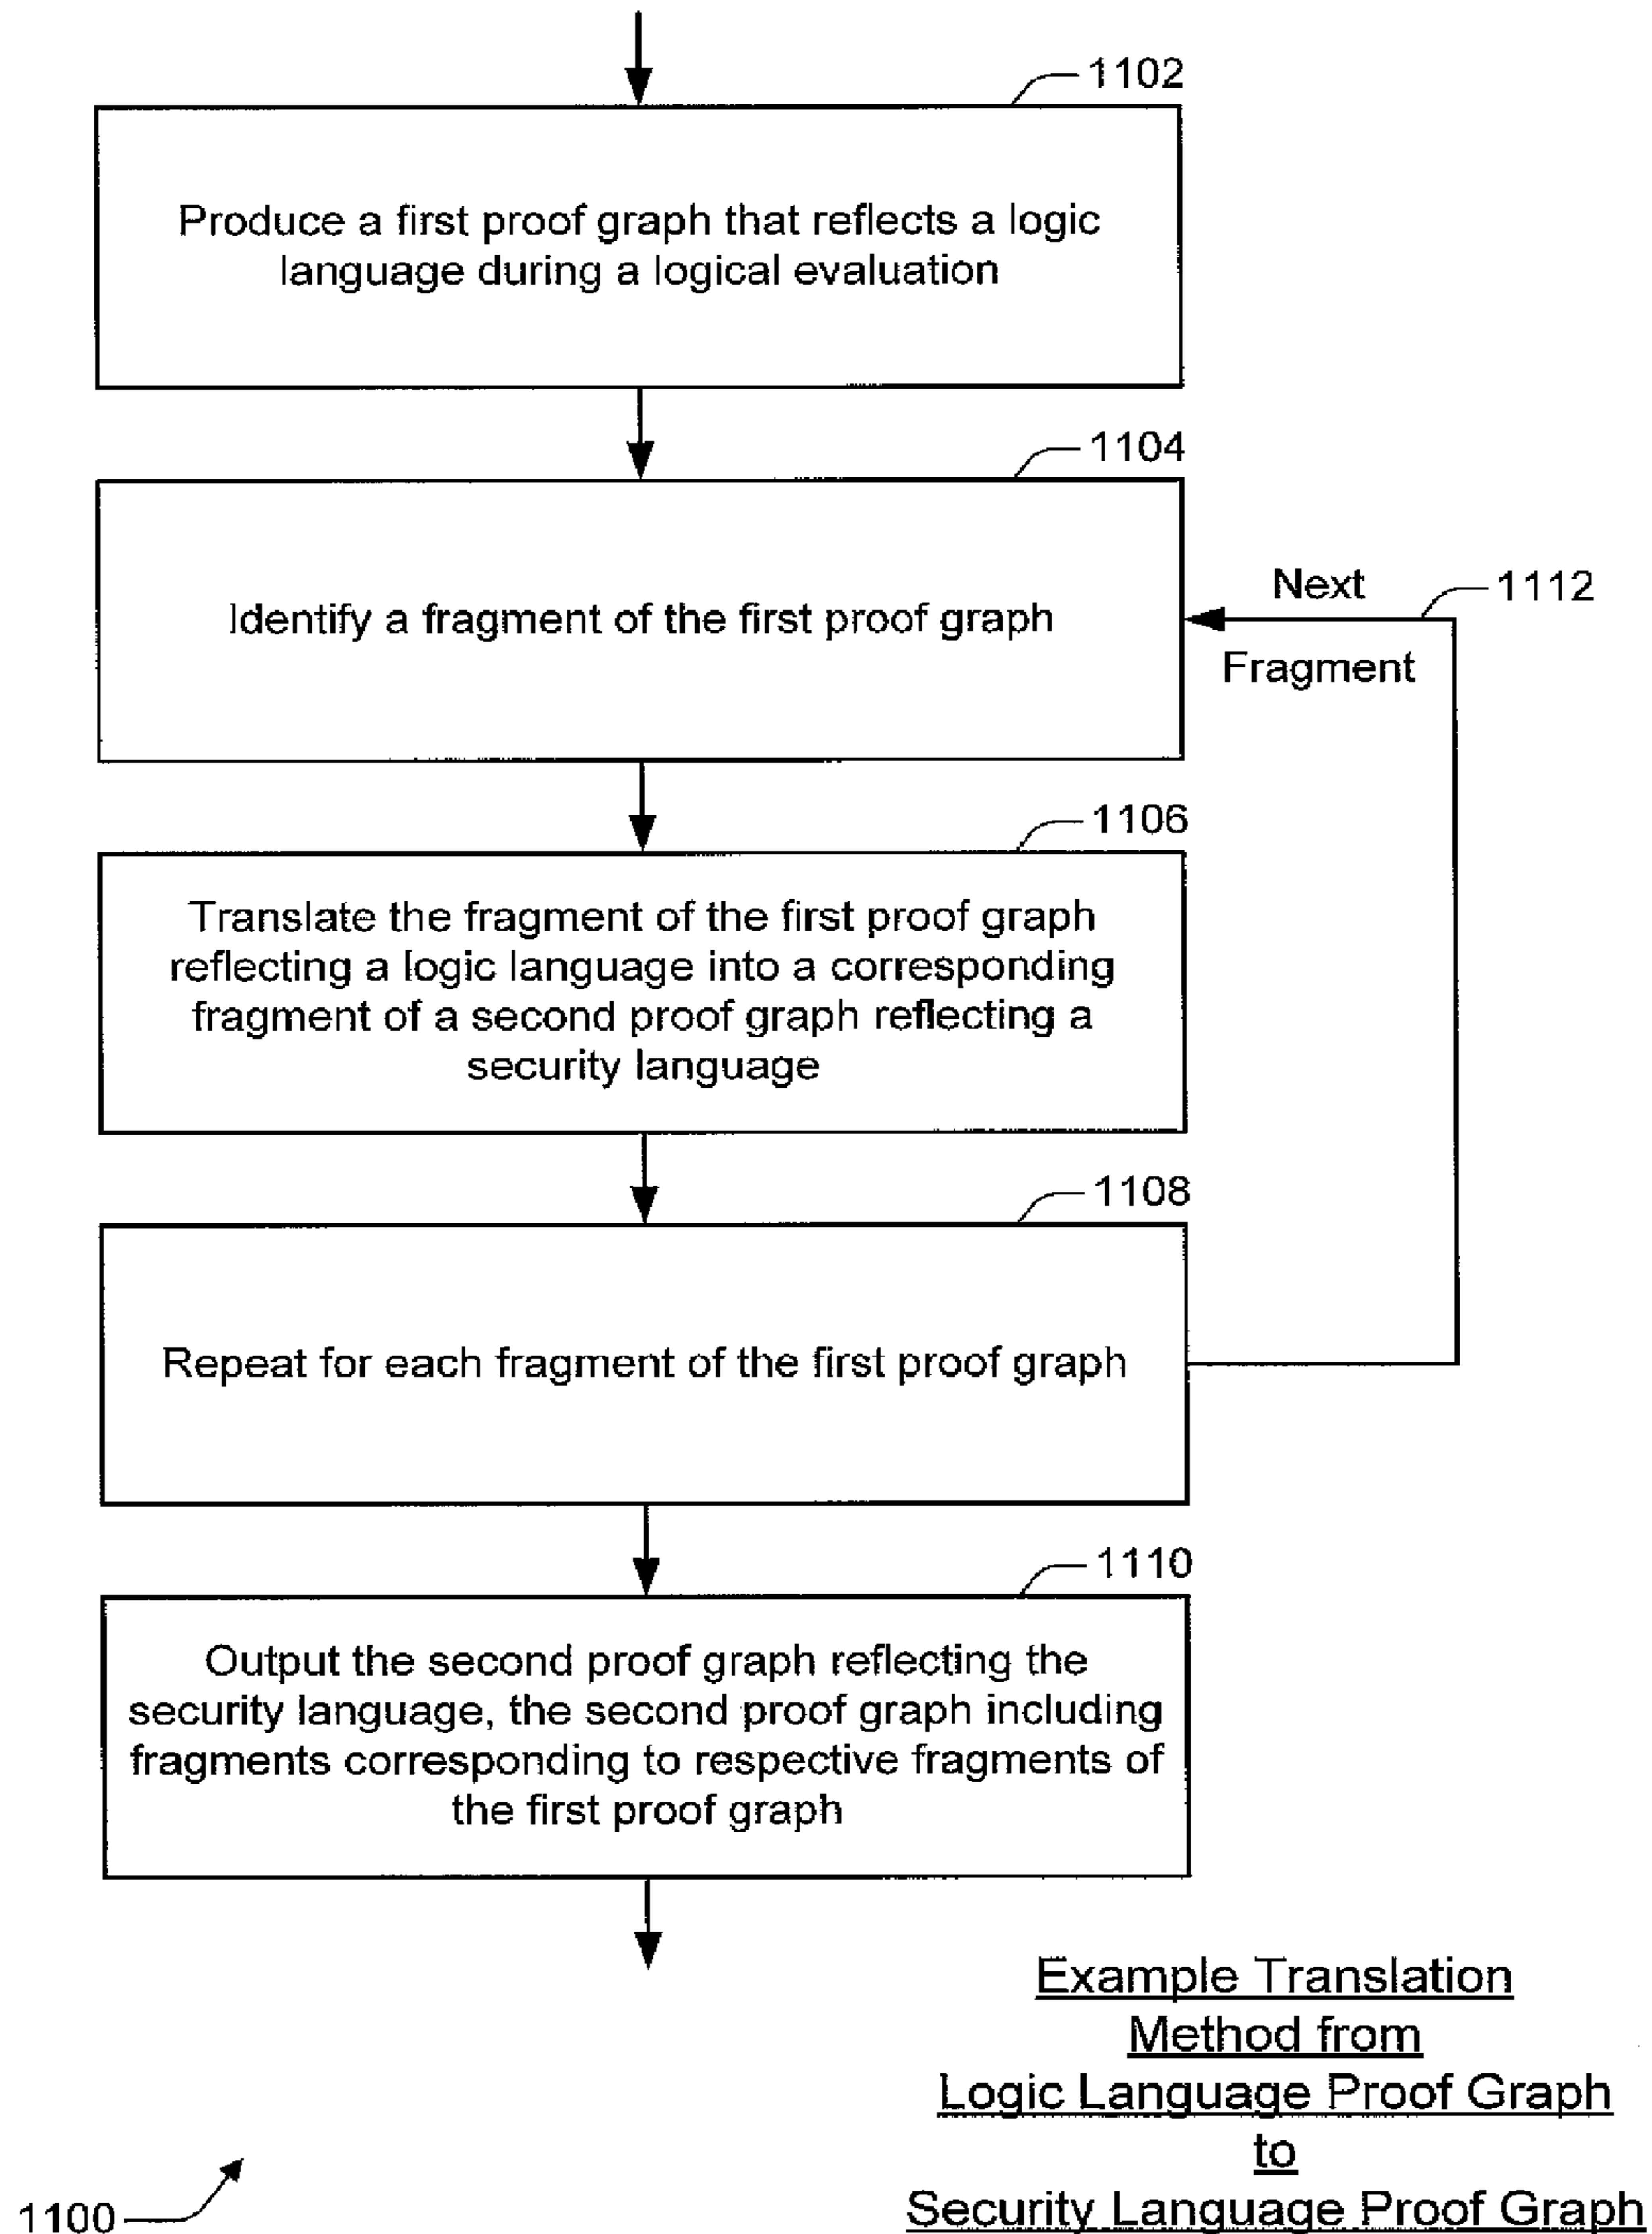 1102
Produce a first proof graph that reflects a logic
language during a logical evaluation
1104
Identify a fragment of the first proof graph
Next
1112
Fragment
1106
Translate the fragment of the first proof graph
reflecting a logic language into a corresponding
fragment of a second proof graph reflecting a
security language
1108
Repeat for each fragment of the first proof graph
1110
Output the second proof graph reflecting the
security language, the second proof graph including
fragments corresponding to respective fragments of
the first proof graph
Example Translation
Method from
Logic Language Proof Graph
to
Security Language Proof Graph
1100